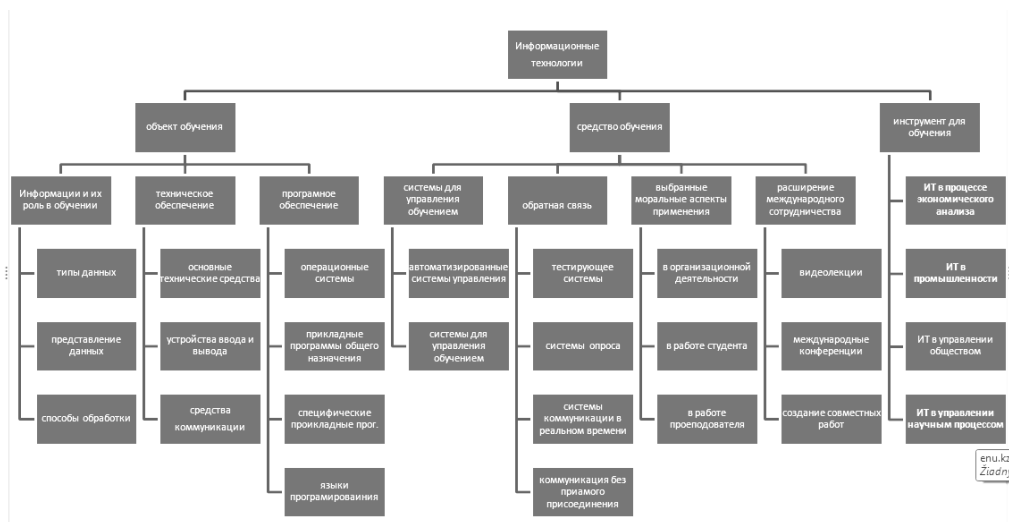 Информационные
технологии
объект обучения
средство обучения
инструмент для
обучения
Информации и их
роль в обучении
техническое
обеспечение
програмное
обеспечение
системы для
управления
обучением
обратная связь
выбранные
моральные аспекты
применения
расширение
международного
сотрудничества
ИТ в процессе
экономического
анализа
типы данных
основные
технические средства
операционные
системы
автоматизированные
системы управления
тестирующее
системы
в организационной
деятельности
видеолекции
ИТ в
промышленности
представление
данных
устройства ввода и
вывода
прикладные
программы общего
назначения
системы для
управления
обучением
системы опроса
в работе студента
международные
конференции
ИТ в управлении
обществом
способы обработки
средства
коммуникации
специфические
проикладные прог.
системы
коммуникации в
реальном времени
в работе
проеподователя
создание совместных
работ
ИТ в управлении
научным процессом
языки
програмироваиния
коммуникация без
приамого
присоединения
enu.kz
Žiadny